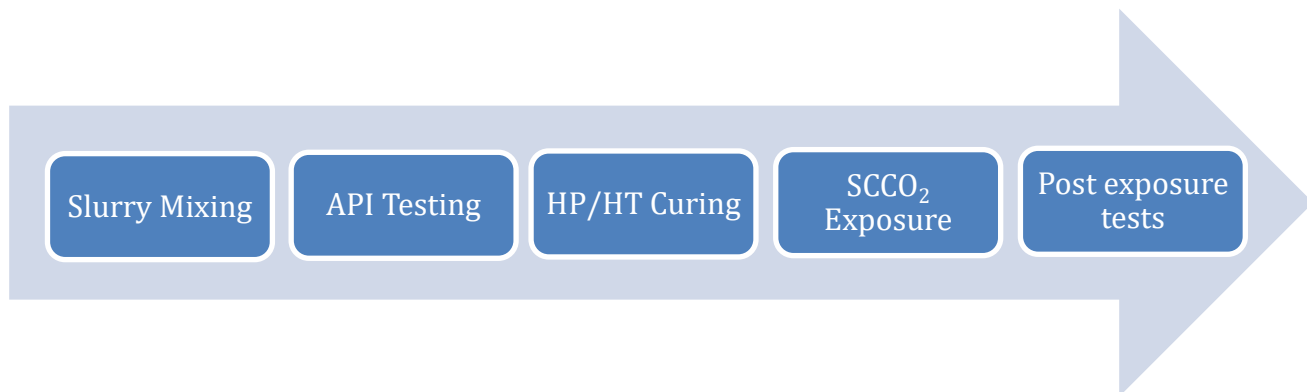 Slurry Mixing
API Testing
HP/HT Curing
SCCO₂
Exposure
Post exposure
tests